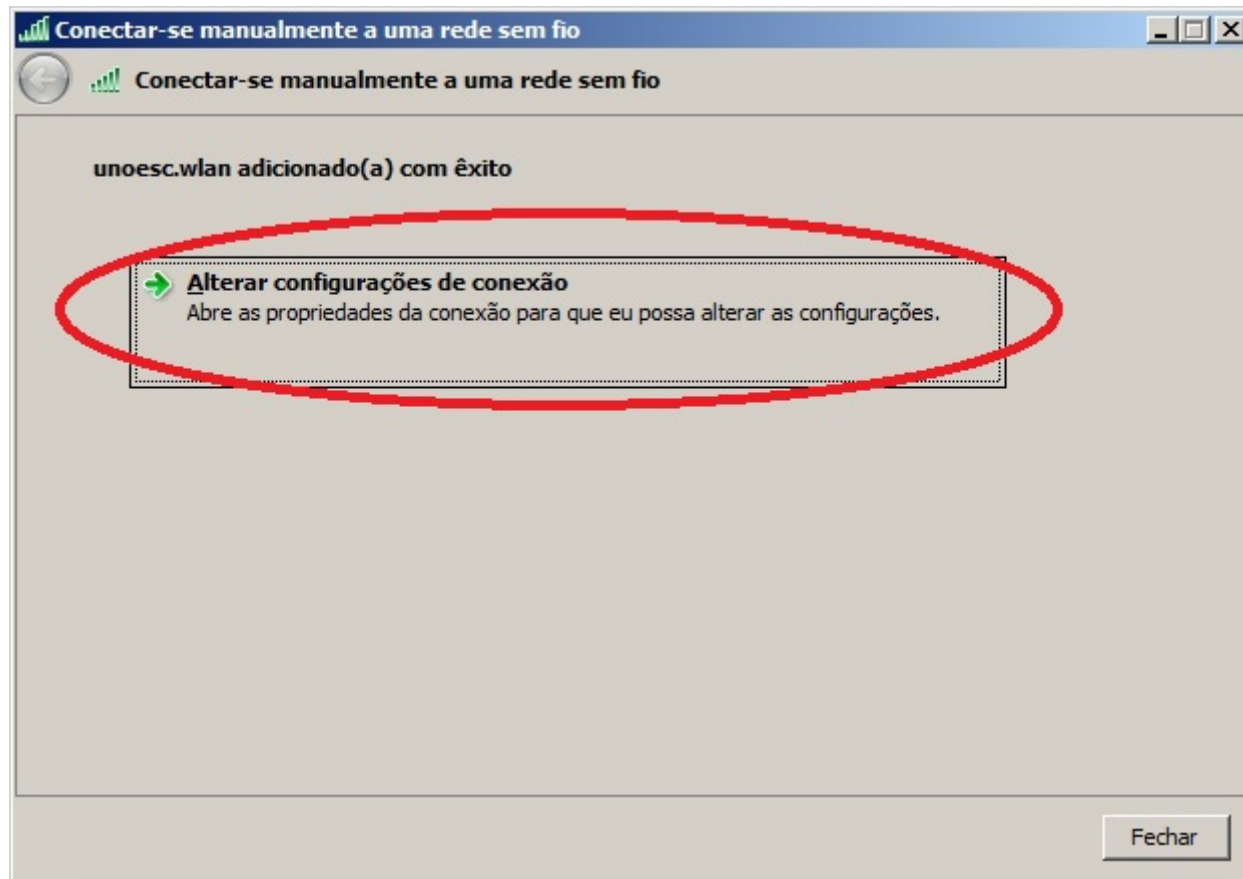 Conectar-se manualmente a uma rede sem fio
Conectar-se manualmente a uma rede sem fio
unoesc.wlan adicionado(a) com êxito
Alterar configurações de conexão
Abre as propriedades da conexão para que eu possa alterar as configurações.
Fechar